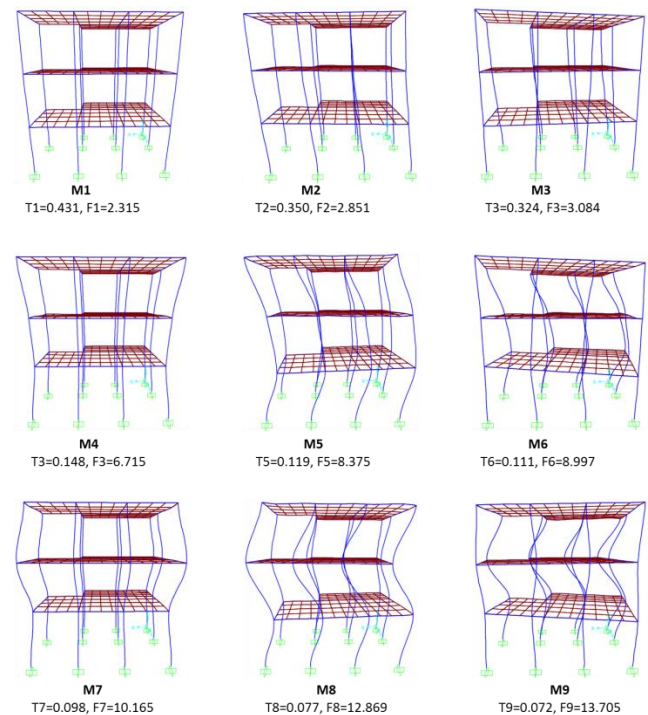 M1
T1=0.431, F1=2.315
M2
T2=0.350, F2=2.851
M3
T3=0.324, F3=3.084
M4
T3=0.148, F3=6.715
M5
T5=0.119, F5=8.375
M6
T6=0.111, F6=8.997
M7
T7=0.098, F7=10.165
M8
T8=0.077, F8=12.869
M9
T9=0.072, F9=13.705